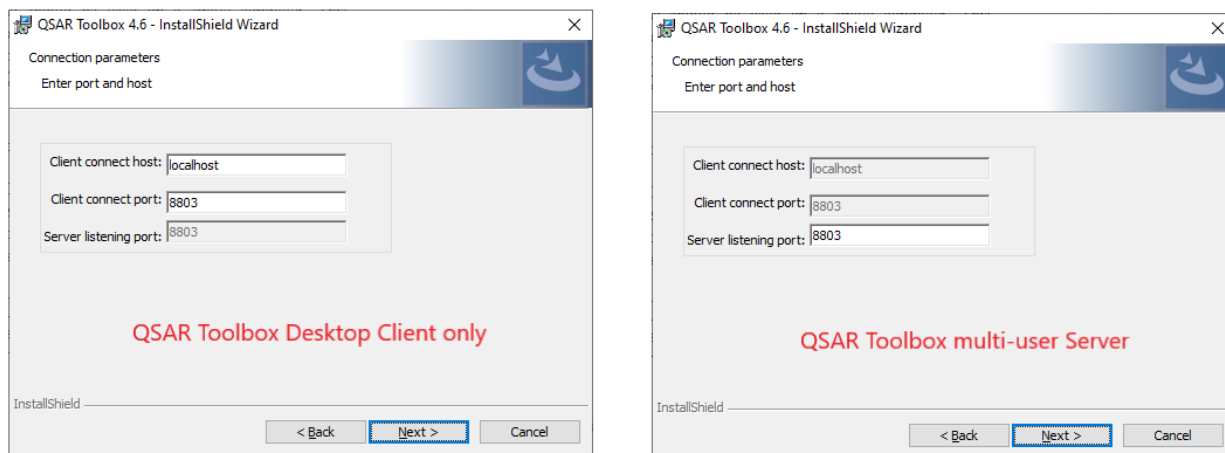 QSAR Toolbox 4.6 - InstallShield Wizard
Connection parameters
Enter port and host
Client connect host: localhost
Client connect port: 8803
Server listening port: 8803
QSAR Toolbox Desktop Client only
InstallShield
< Back Next > Cancel
QSAR Toolbox 4.6 - InstallShield Wizard
Connection parameters
Enter port and host
Client connect host: localhost
Client connect port: 8803
Server listening port: 8803
QSAR Toolbox multi-user Server
InstallShield
< Back Next > Cancel